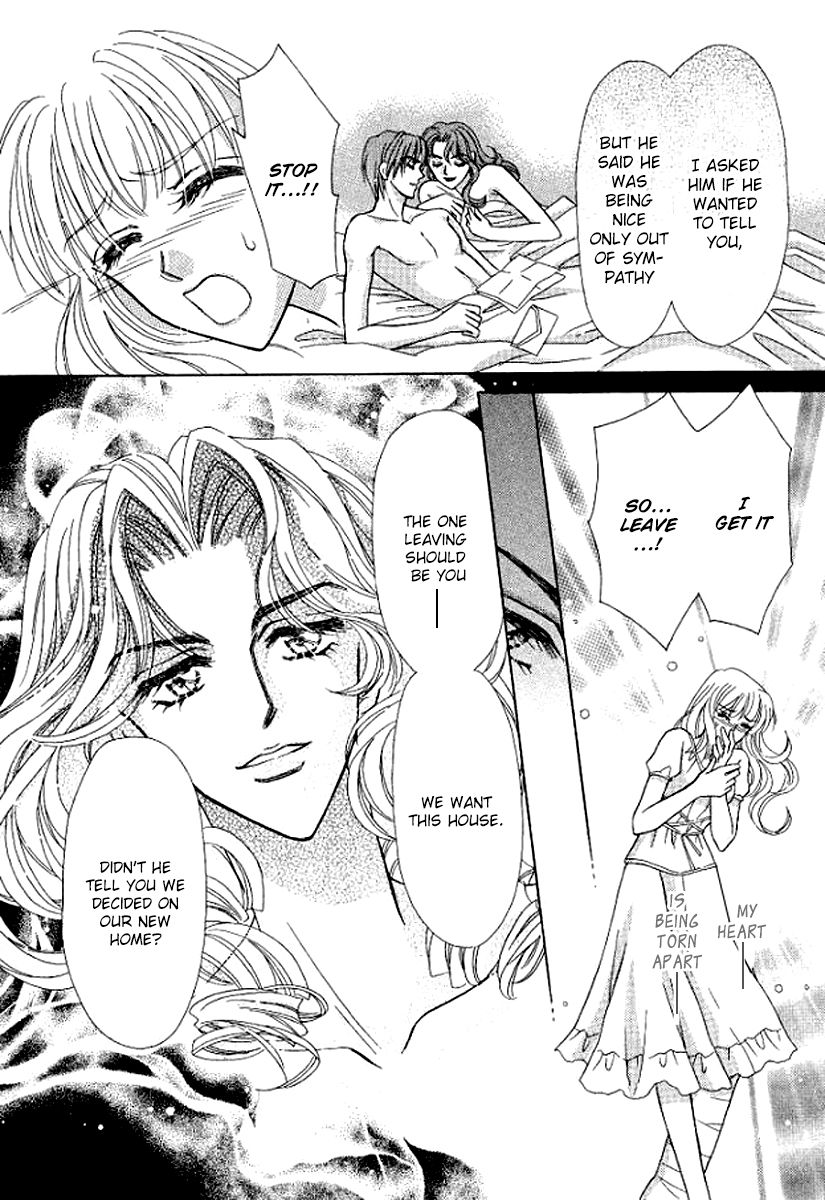 I ASKED
HIM IF HE
WANTED
TO TELL
YOU,
BUT HE
SAID HE
WAS
BEING
NICE
ONLY OUT
OF SYM-
PATHY
STOP
IT...!!
I
GET IT
SO...
LEAVE
...!
MY
HEART
IS
BEING
TORN
APART
THE ONE
LEAVING
SHOULD
BE YOU
WE WANT
THIS HOUSE.
DIDN'T HE
TELL YOU WE
DECIDED ON
OUR NEW
HOME?